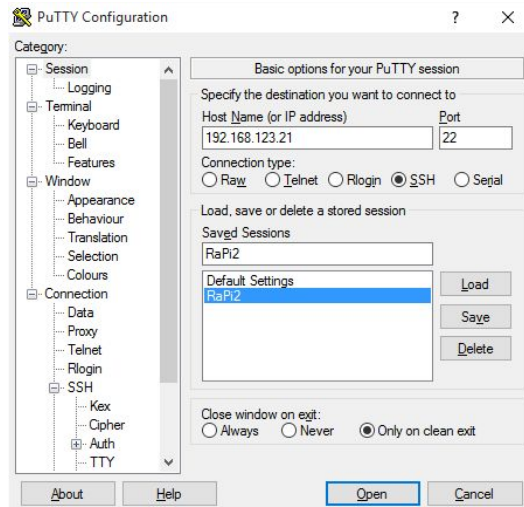 PuTTY Configuration
?
X
Category:
Session
Logging
Terminal
Keyboard
Bell
Features
Window
Appearance
Behaviour
Translation
Selection
Colours
Connection
Data
Proxy
Telnet
Rlogin
SSH
Kex
Cipher
Auth
TTY
Basic options for your PuTTY session
Specify the destination you want to connect to
Host Name (or IP address) Port
192.168.123.21 22
Connection type:
Raw Telnet Rlogin SSH Serial
Load, save or delete a stored session
Saved Sessions
RaPi2
Default Settings
RaPi2
Load
Save
Delete
Close window on exit:
Always Never Only on clean exit
About Help Open Cancel